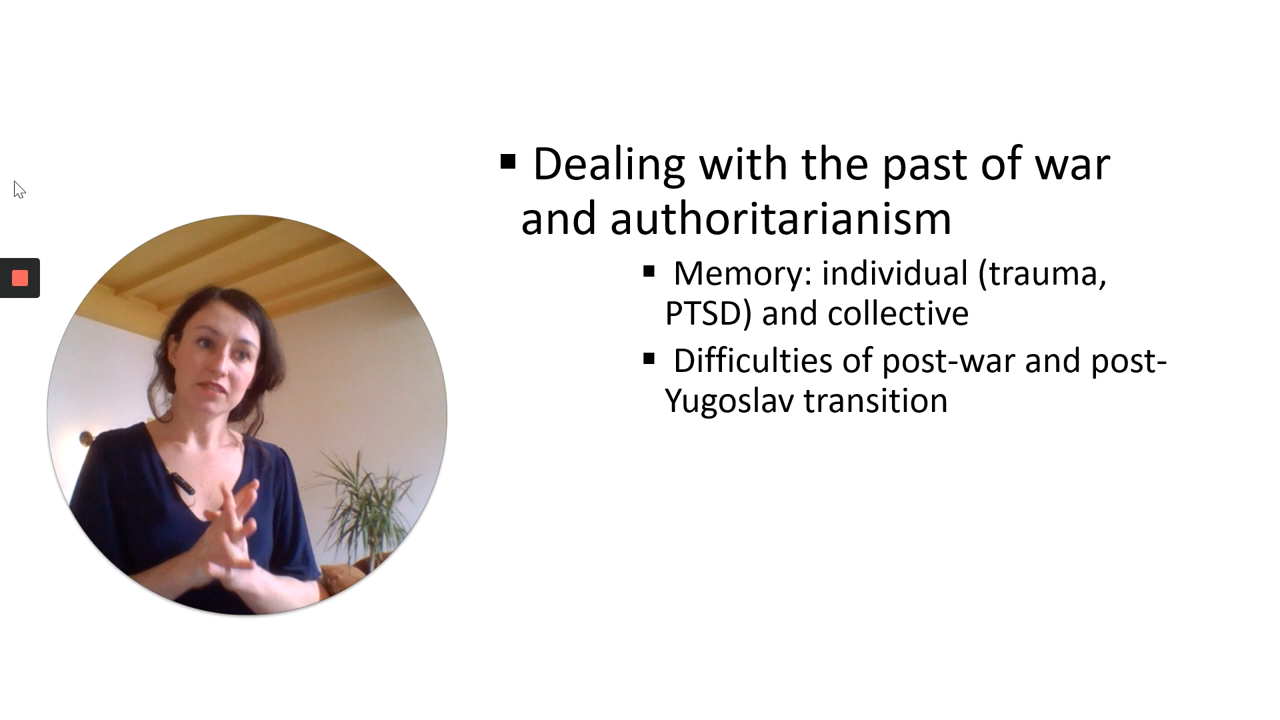 ▪ Dealing with the past of war
and authoritarianism
▪ Memory: individual (trauma,
PTSD) and collective
▪ Difficulties of post-war and post-
Yugoslav transition